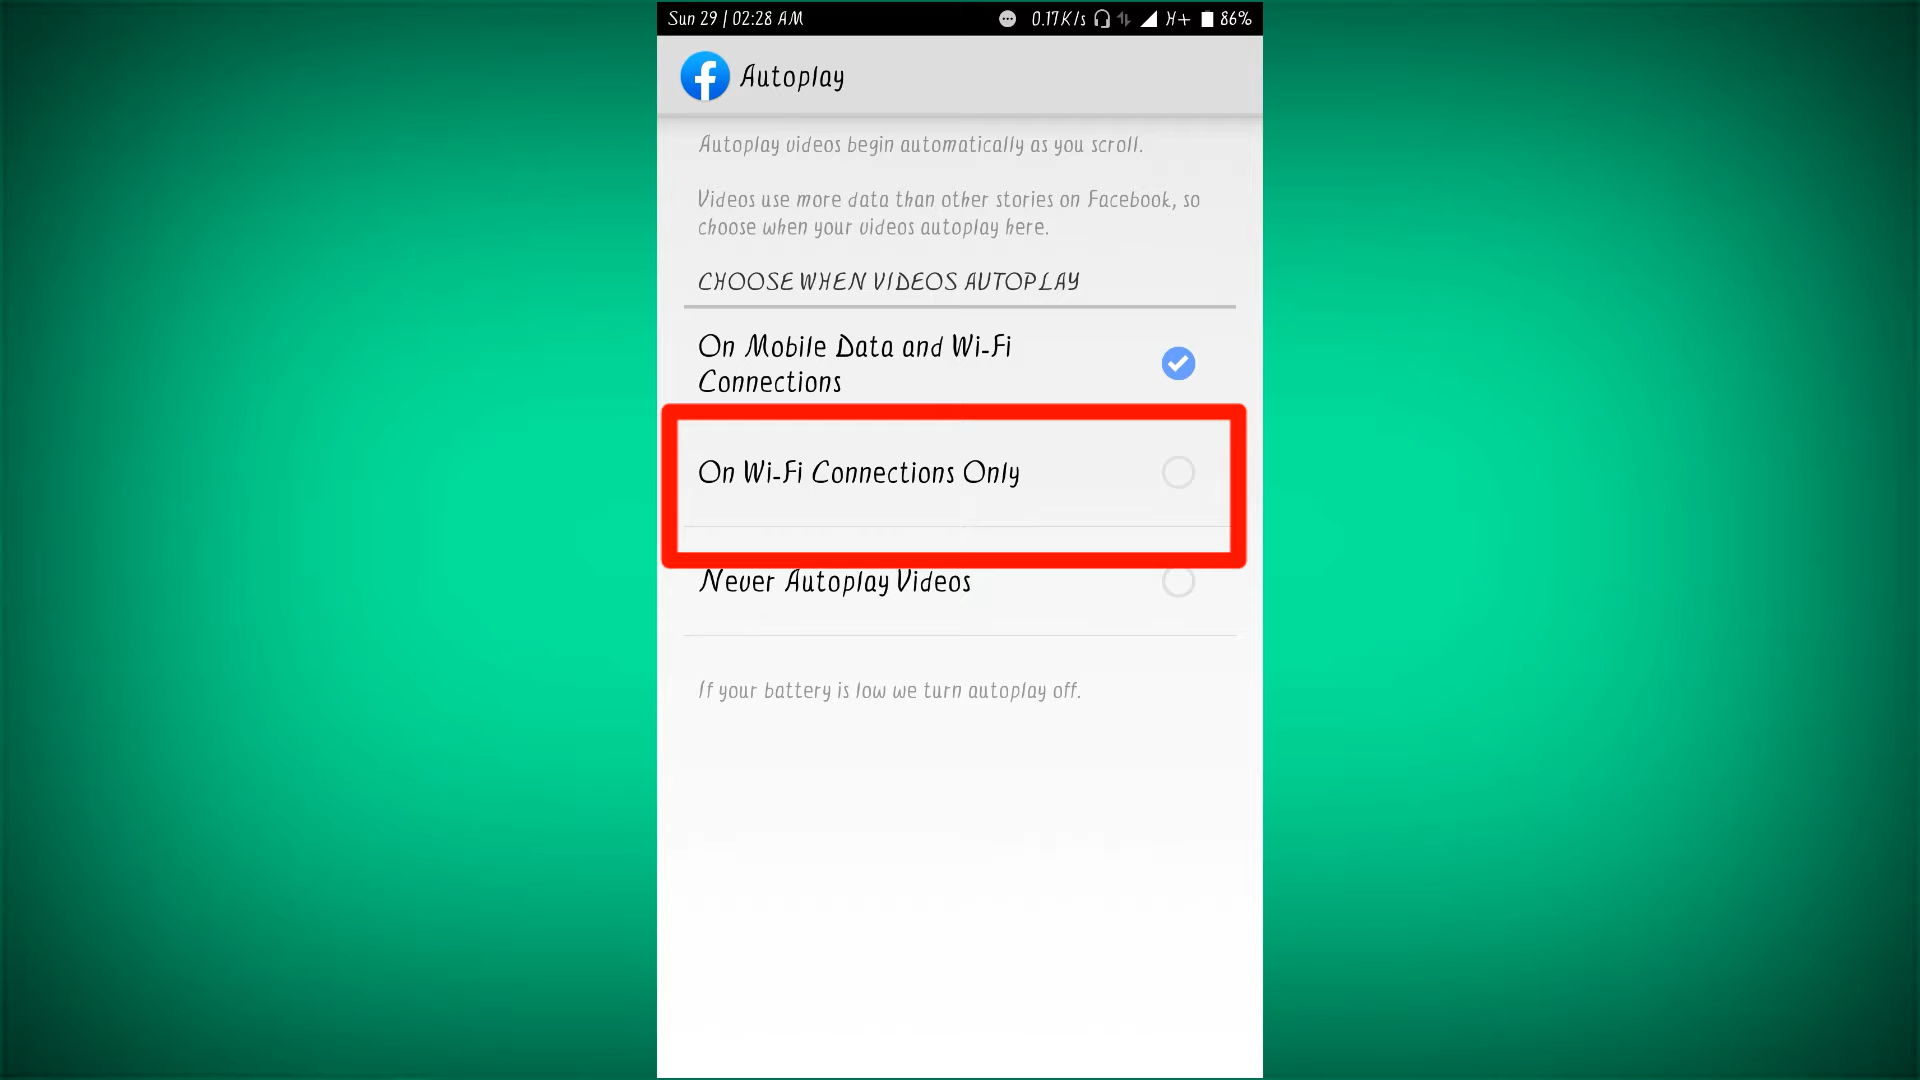 Sun 29 | 02:28 AM 0.17K/s H+ 86%
Autoplay
Autoplay videos begin automatically as you scroll.
Videos use more data than other stories on Facebook, so
choose when your videos autoplay here.
CHOOSE WHEN VIDEOS AUTOPLAY
On Mobile Data and Wi-Fi
Connections
On Wi-Fi Connections Only
Never Autoplay Videos
If your battery is low we turn autoplay off.